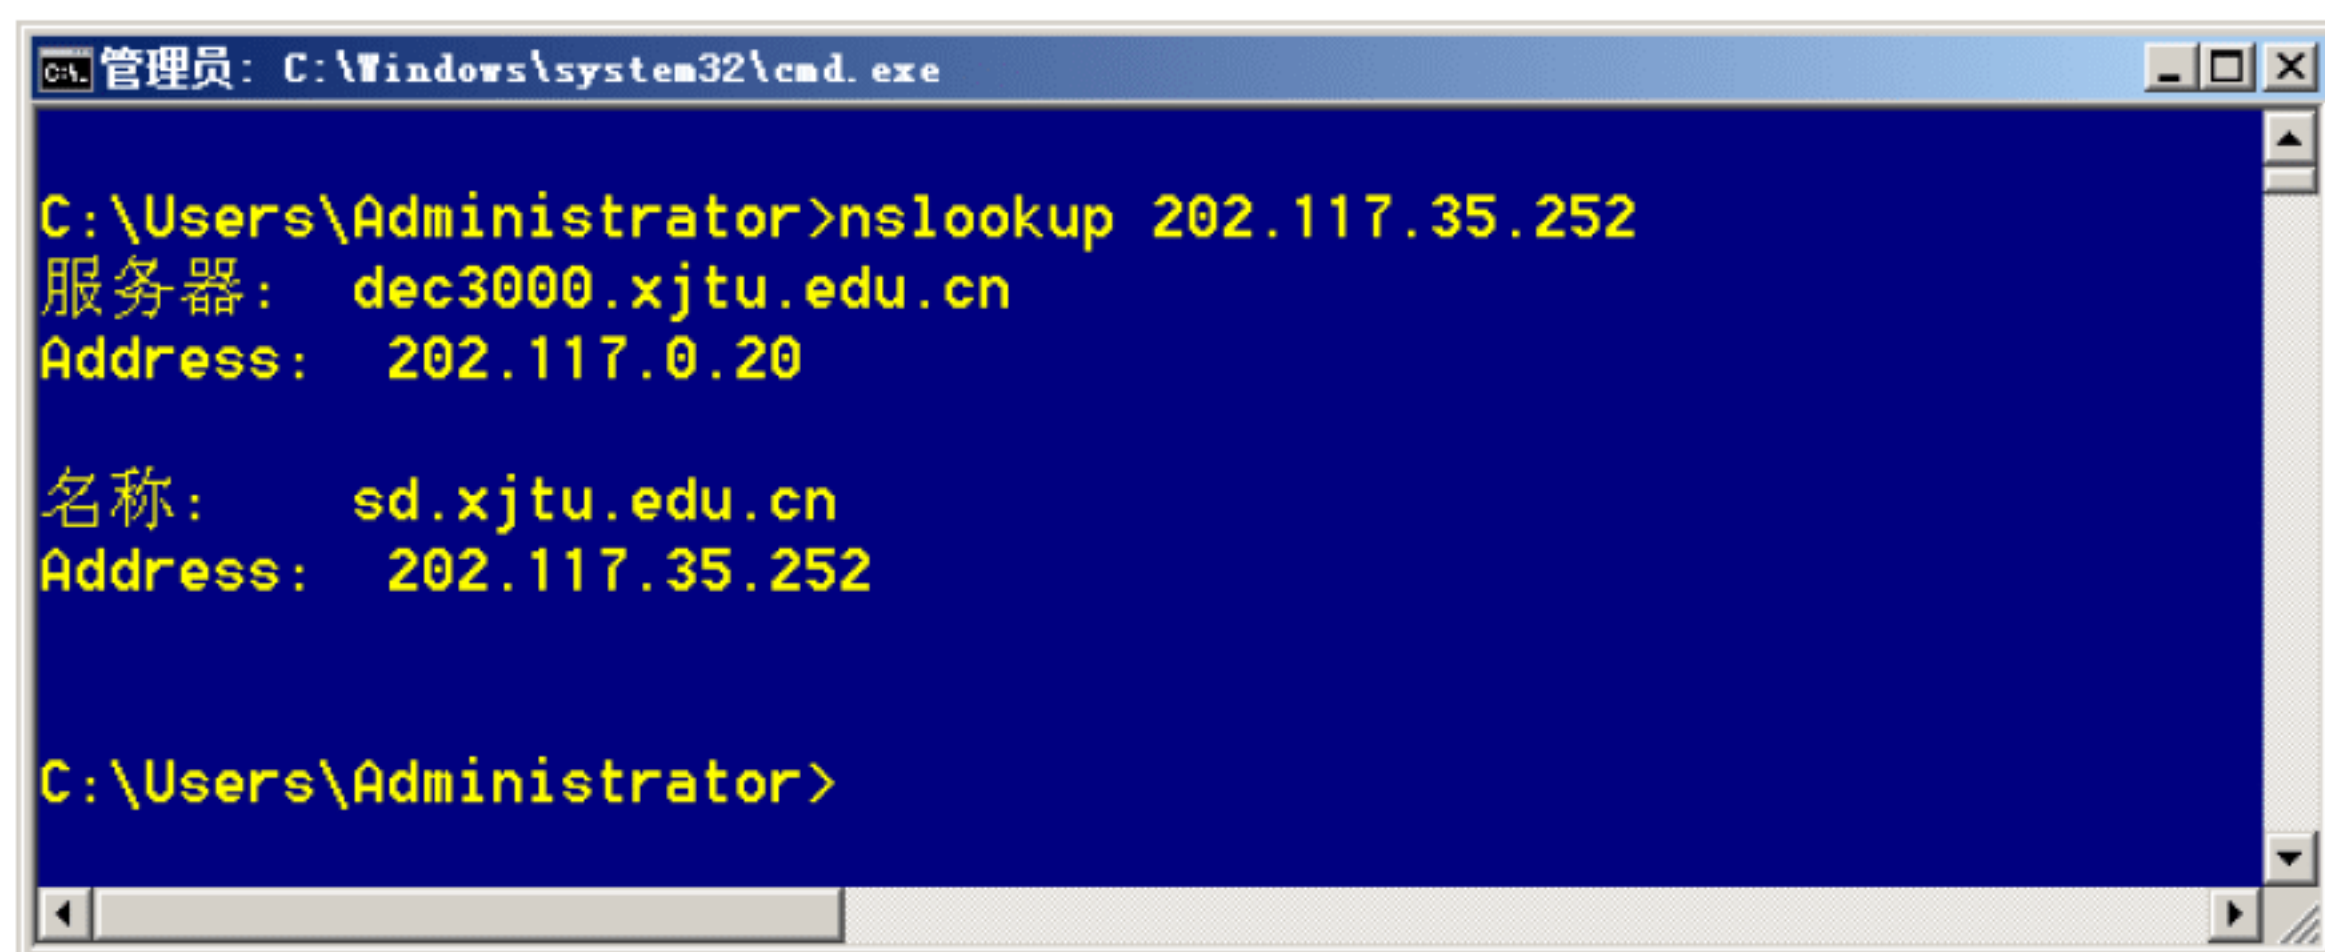 管理员: C:\Windows\system32\cmd.exe
C:\Users\Administrator>nslookup 202.117.35.252
服务器:  dec3000.xjtu.edu.cn
Address:  202.117.0.20
名称:    sd.xjtu.edu.cn
Address:  202.117.35.252
C:\Users\Administrator>